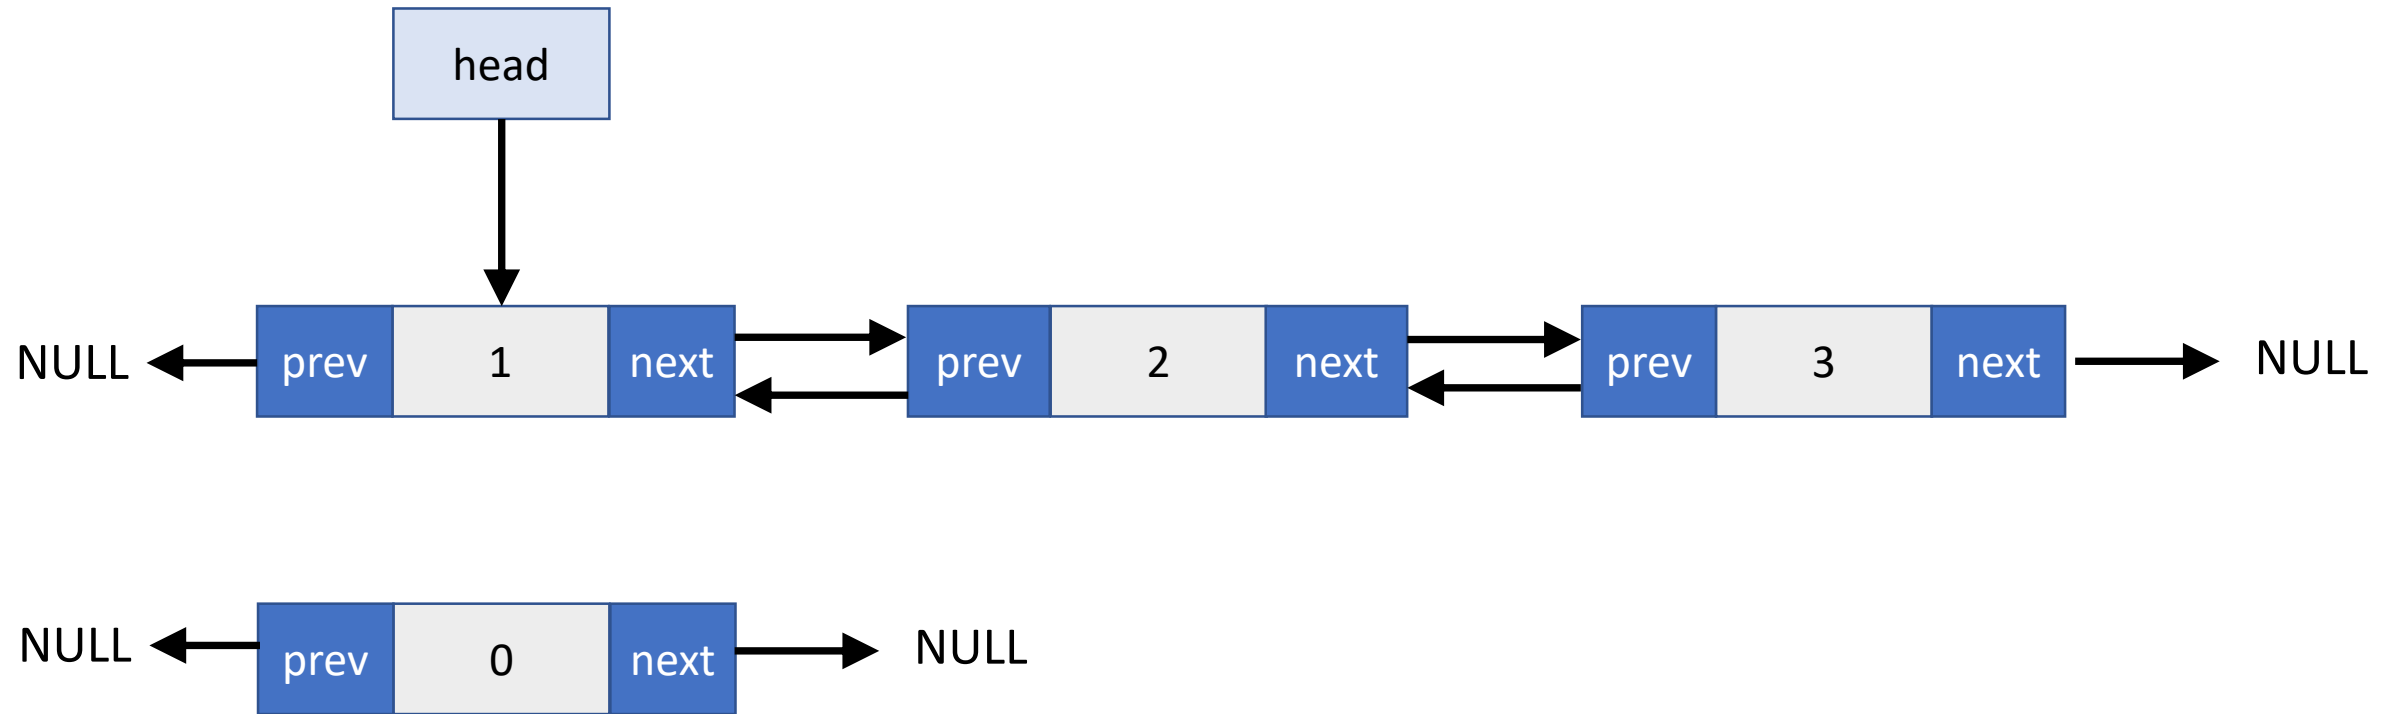 head
NULL prev 1 next prev 2 next prev 3 next NULL
NULL prev 0 next NULL